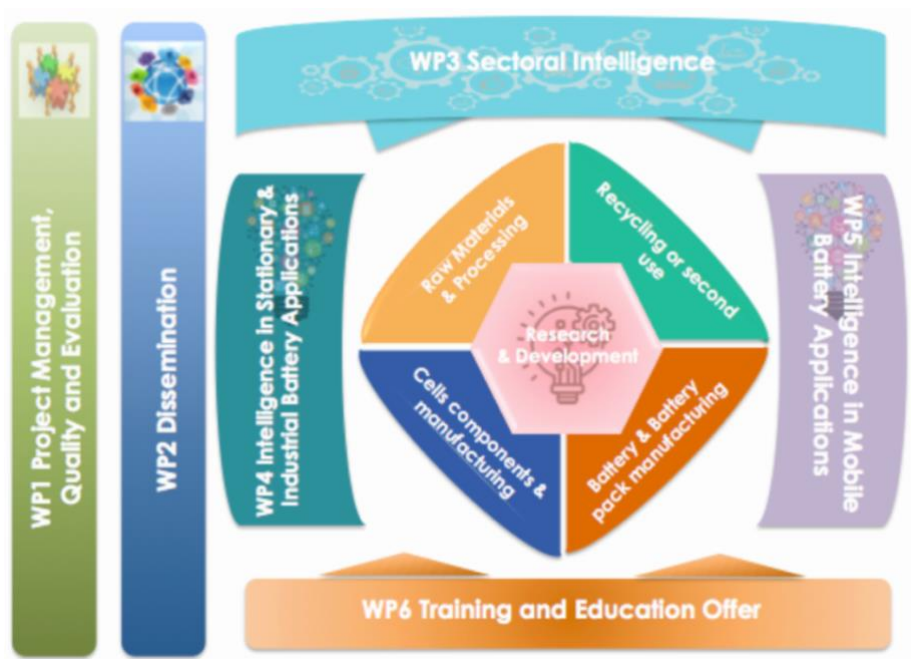 WP1 Project Management,
Quality and Evaluation
WP2 Dissemination
WP3 Sectoral Intelligence
WP4 Intelligence in Stationary &
Industrial Battery Applications
Raw Materials
& Processing
Recycling or second
use
Research
& Development
Cells components &
manufacturing
Battery & Battery
pack manufacturing
WP5 Intelligence in Mobile
Battery Applications
WP6 Training and Education Offer